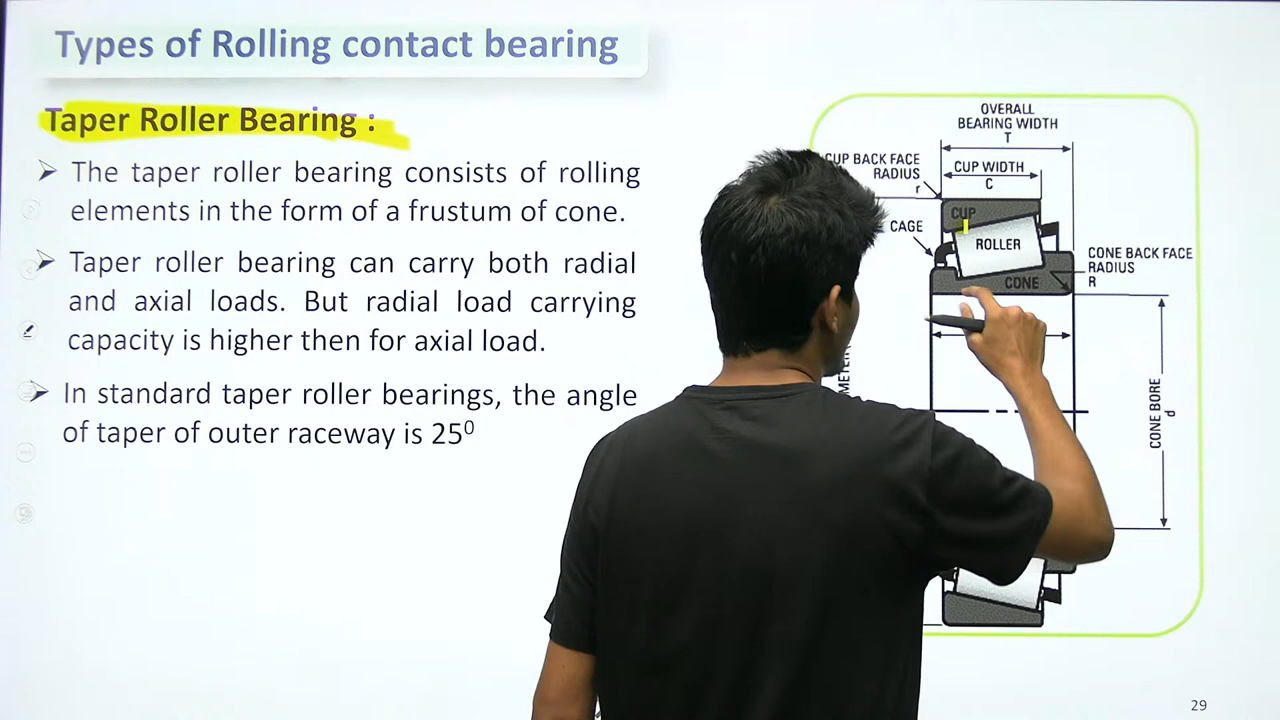 Types of Rolling contact bearing
Taper Roller Bearing :
➢ The taper roller bearing consists of rolling
elements in the form of a frustum of cone.
➢ Taper roller bearing can carry both radial
and axial loads. But radial load carrying
capacity is higher then for axial load.
➢ In standard taper roller bearings, the angle
of taper of outer raceway is 25⁰
OVERALL
BEARING WIDTH
T
CUP BACK FACE
RADIUS
r
CUP WIDTH
C
CUP
CAGE
ROLLER
CONE
CONE BACK FACE
RADIUS
R
CONE BORE
d
29